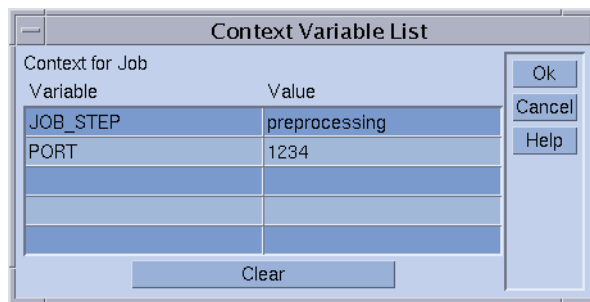 Context Variable List
Context for Job
Variable Value
JOB_STEP preprocessing
PORT 1234
Clear
Ok
Cancel
Help